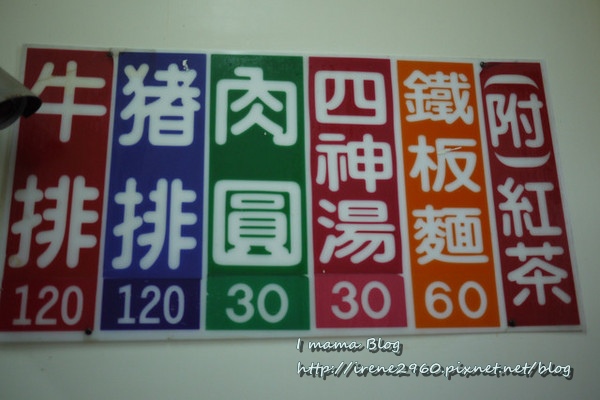 牛排
120
猪排
120
肉圓
30
四神湯
30
鐵板麵
60
(附)紅茶
I mama Blog
http://irene2960.pixnet.net/blog